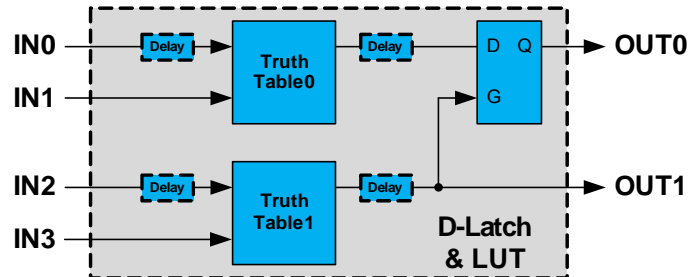 IN0
Delay
Truth
Table0
Delay
D Q
OUT0
IN1
G
IN2
Delay
Truth
Table1
Delay
OUT1
IN3
D-Latch
& LUT